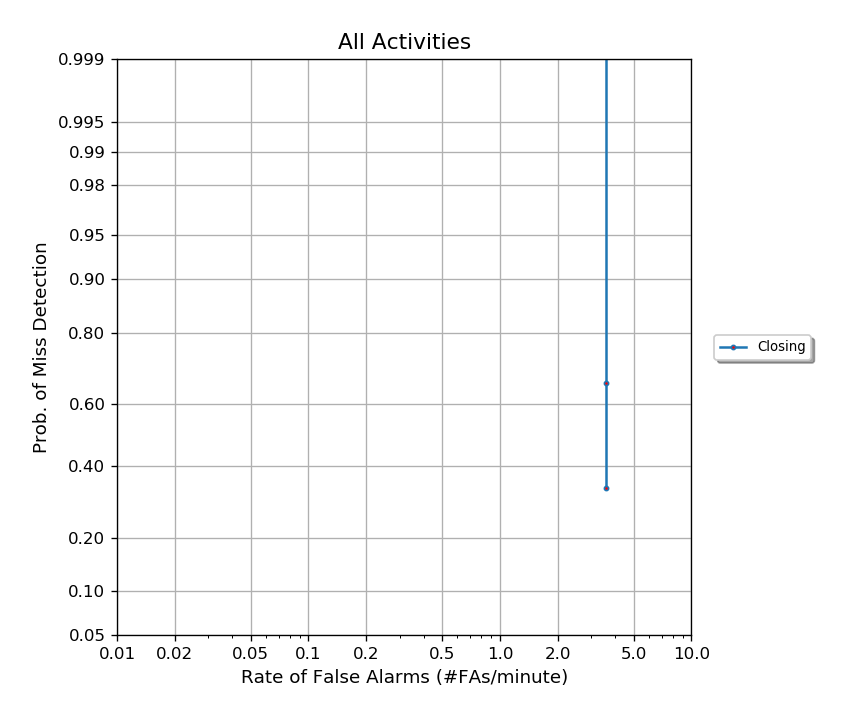 All Activities
0.999
0.995
0.99
0.98
0.95
0.90
0.80
0.60
0.40
0.20
0.10
0.05
Prob. of Miss Detection
0.01 0.02 0.05 0.1 0.2 0.5 1.0 2.0 5.0 10.0
Rate of False Alarms (#FAs/minute)
Closing